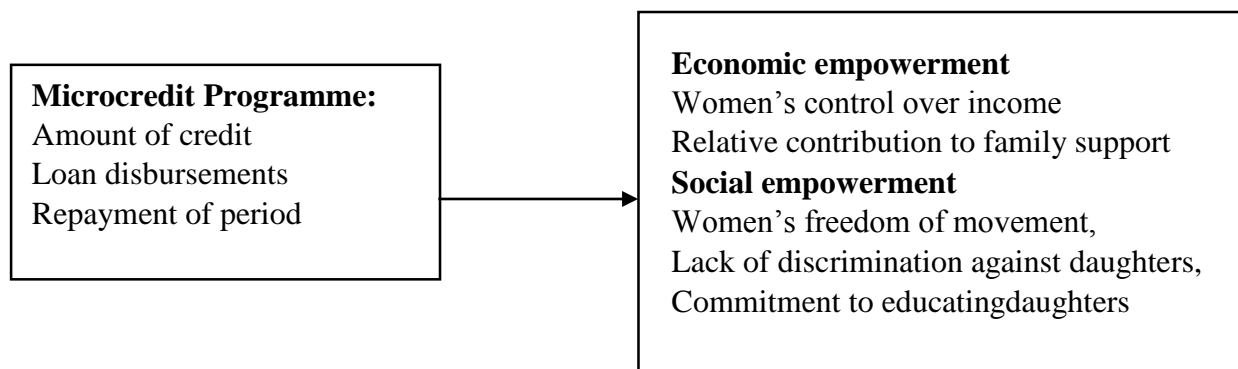 Microcredit Programme:
Amount of credit
Loan disbursements
Repayment of period
Economic empowerment
Women’s control over income
Relative contribution to family support
Social empowerment
Women’s freedom of movement,
Lack of discrimination against daughters,
Commitment to educatingdaughters